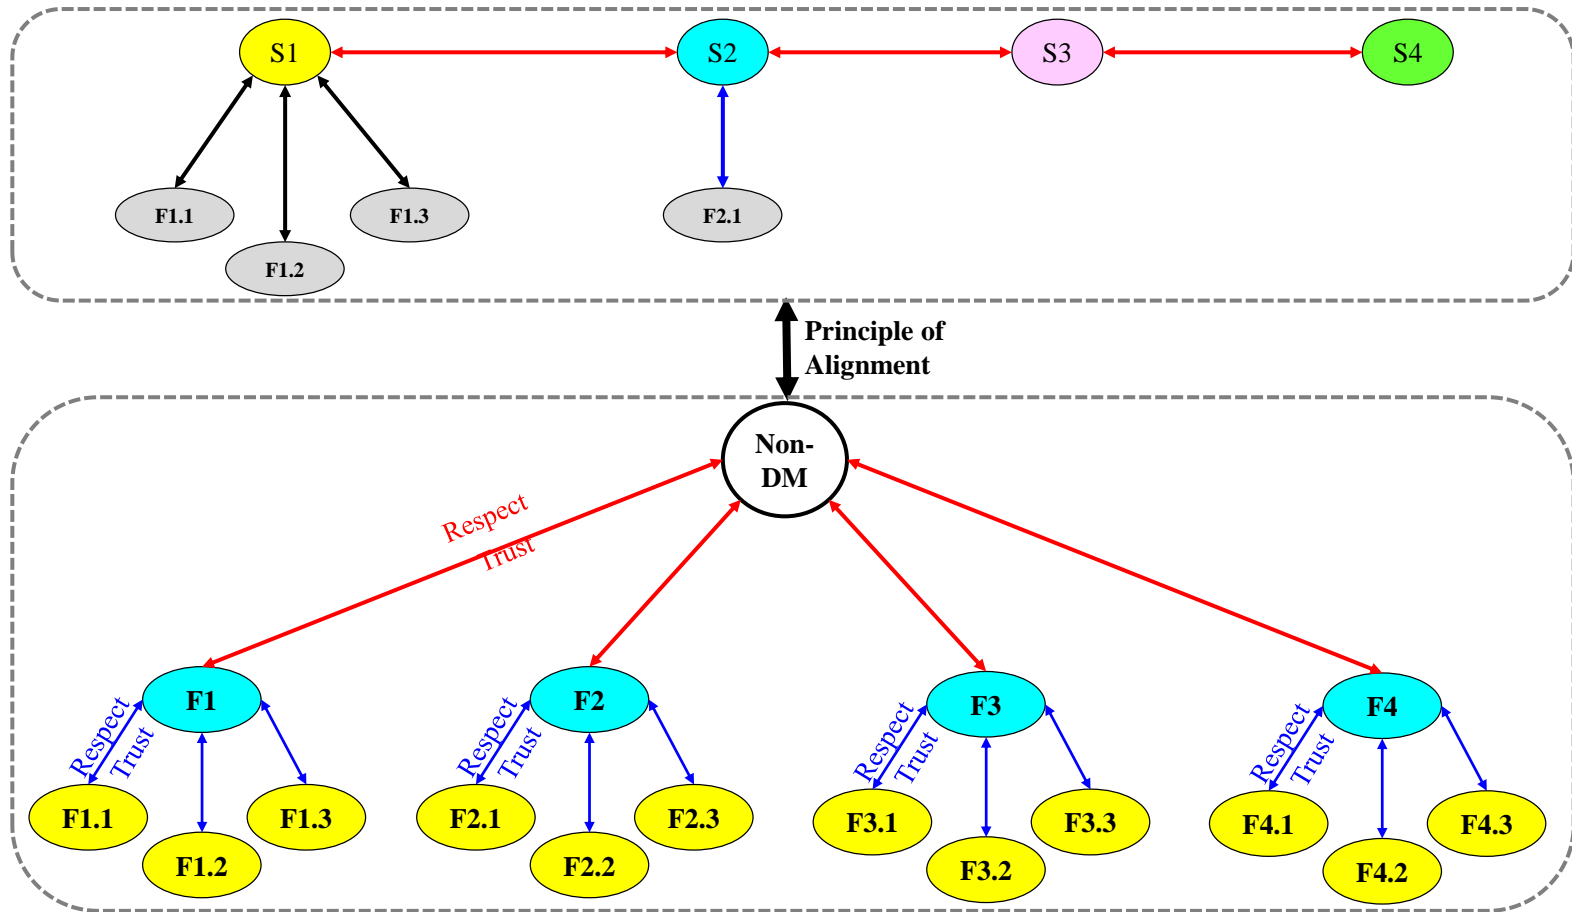 S1
S2
S3
S4
F1.1
F1.3
F2.1
F1.2
Principle of
Alignment
Non-
DM
Respect
Trust
F1
F2
F3
F4
Respect
Trust
Respect
Trust
Respect
Trust
Respect
Trust
F1.1
F1.3
F2.1
F2.3
F3.1
F3.3
F4.1
F4.3
F1.2
F2.2
F3.2
F4.2